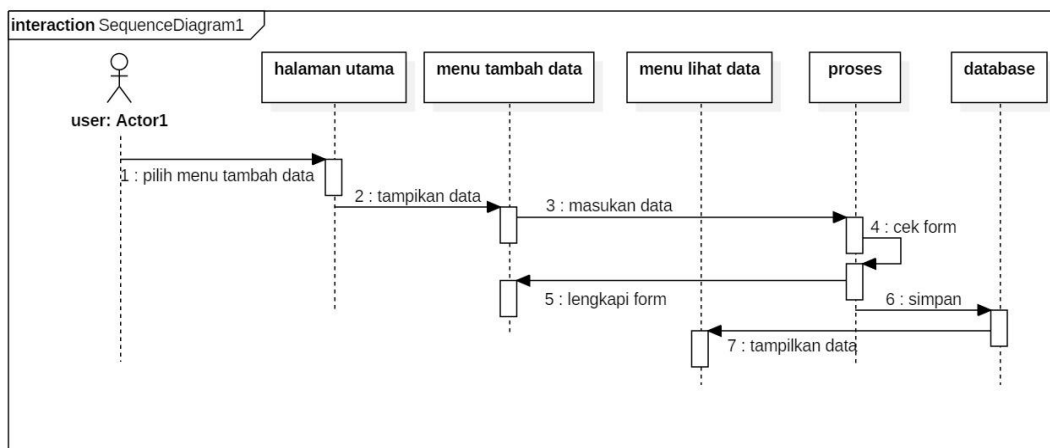 interaction SequenceDiagram1
halaman utama
menu tambah data
menu lihat data
proses
database
user: Actor1
1 : pilih menu tambah data
2 : tampikan data
3 : masukan data
4 : cek form
5 : lengkapi form
6 : simpan
7 : tampilkan data